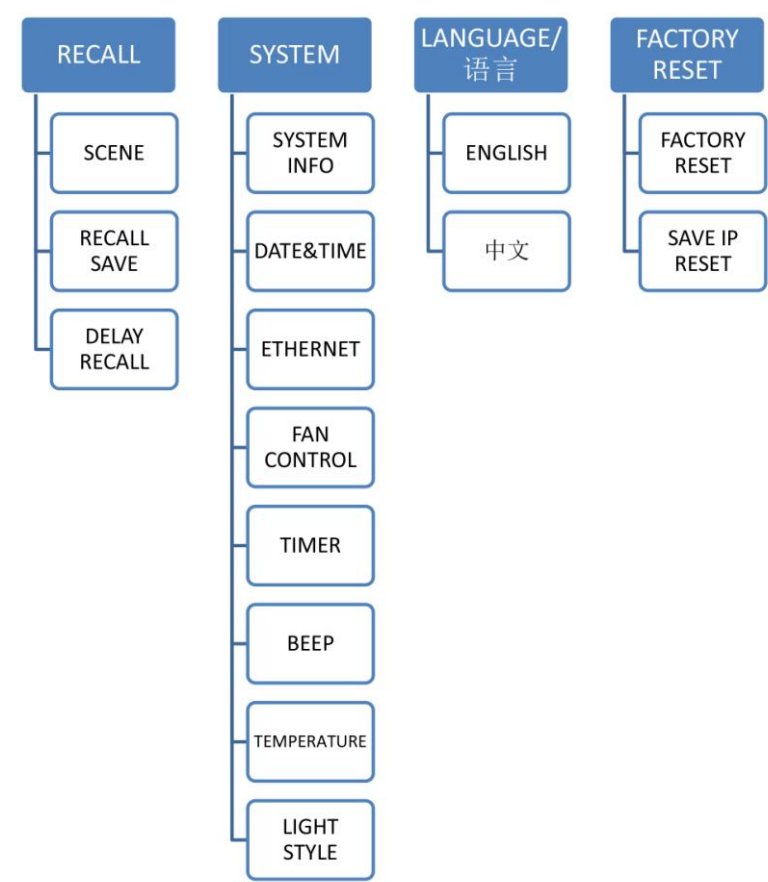 RECALL
SCENE
RECALL
SAVE
DELAY
RECALL
SYSTEM
SYSTEM
INFO
DATE&TIME
ETHERNET
FAN
CONTROL
TIMER
BEEP
TEMPERATURE
LIGHT
STYLE
LANGUAGE/
语言
ENGLISH
中文
FACTORY
RESET
FACTORY
RESET
SAVE IP
RESET